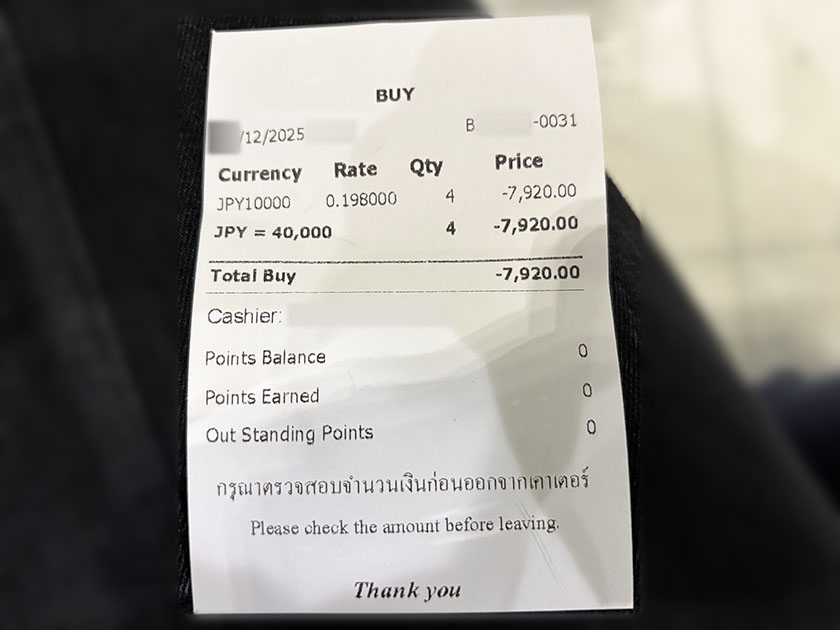 BUY
/12/2025 B -0031
Currency Rate Qty Price
JPY10000 0.198000 4 -7,920.00
JPY = 40,000 4 -7,920.00
Total Buy -7,920.00
Cashier:
Points Balance 0
Points Earned 0
Out Standing Points 0
กรุณาตรวจสอบจำนวนเงินก่อนออกจากเคาเตอร์
Please check the amount before leaving.
Thank you